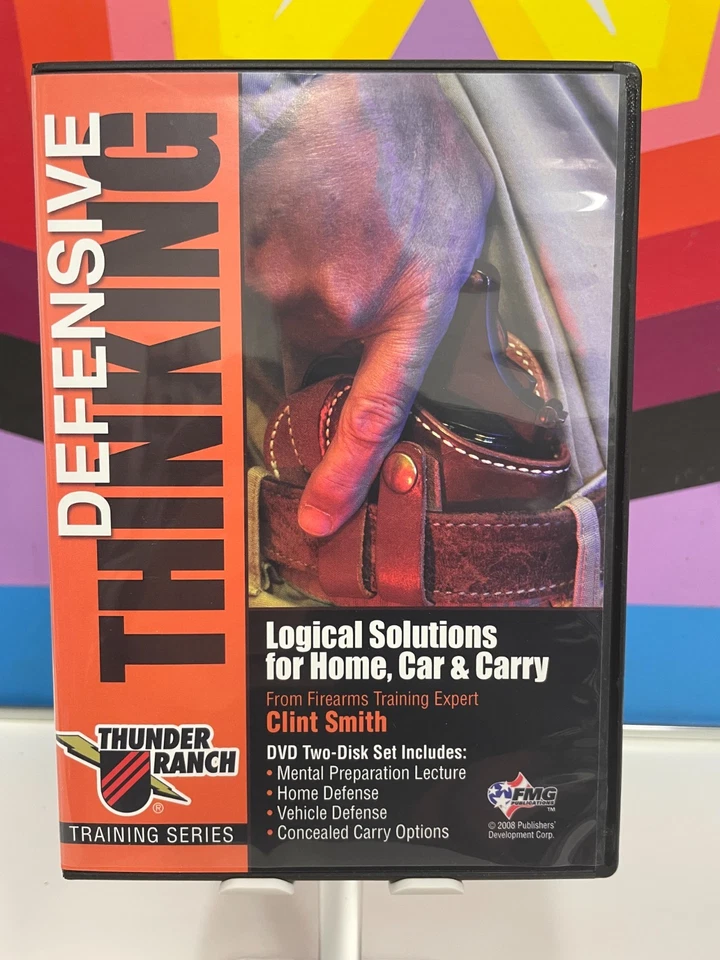 DEFENSIVE
THINKING
Logical Solutions
for Home, Car & Carry
From Firearms Training Expert
Clint Smith
DVD Two-Disk Set Includes:
• Mental Preparation Lecture
• Home Defense
• Vehicle Defense
• Concealed Carry Options
THUNDER
RANCH
®
TRAINING SERIES
FMG
PUBLICATIONS
TM
© 2008 Publishers'
Development Corp.